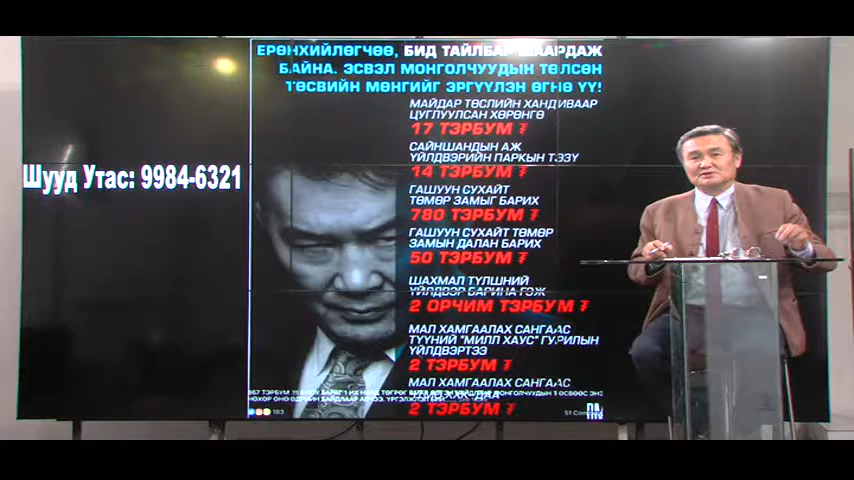 ЕРӨНХИЙЛӨГЧӨӨ, БИД ТАЙЛБАР ШААРДАЖ
БАЙНА. ЭСВЭЛ МОНГОЛЧУУДЫН ТӨЛСӨН
ТӨСВИЙН МӨНГИЙГ ЭРГҮҮЛЭН ӨГНӨ ҮҮ!
МАЙДАР ТӨСЛИЙН ХАНДИВААР
ЦУГЛУУЛСАН ХӨРӨНГӨ
17 ТЭРБУМ ₮
САЙНШАНДЫН АЖ
ҮЙЛДВЭРИЙН ПАРКЫН ТЭЗҮ
14 ТЭРБУМ ₮
Шууд Утас: 9984-6321
ГАШУУН СУХАЙТ
ТӨМӨР ЗАМЫГ БАРИХ
780 ТЭРБУМ ₮
ГАШУУН СУХАЙТ ТӨМӨР
ЗАМЫН ДАЛАН БАРИХ
50 ТЭРБУМ ₮
ШАХМАЛ ТҮЛШНИЙ
ҮЙЛДВЭР БАРИНА ГЭЖ
2 ОРЧИМ ТЭРБУМ ₮
МАЛ ХАМГААЛАХ САНГААС
ТҮҮНИЙ "МИЛЛ ХАУС" ГУРИЛЫН
ҮЙЛДВЭРТЭЭ
2 ТЭРБУМ ₮
МАЛ ХАМГААЛАХ САНГААС
2 ТЭРБУМ ₮
183
51 Com